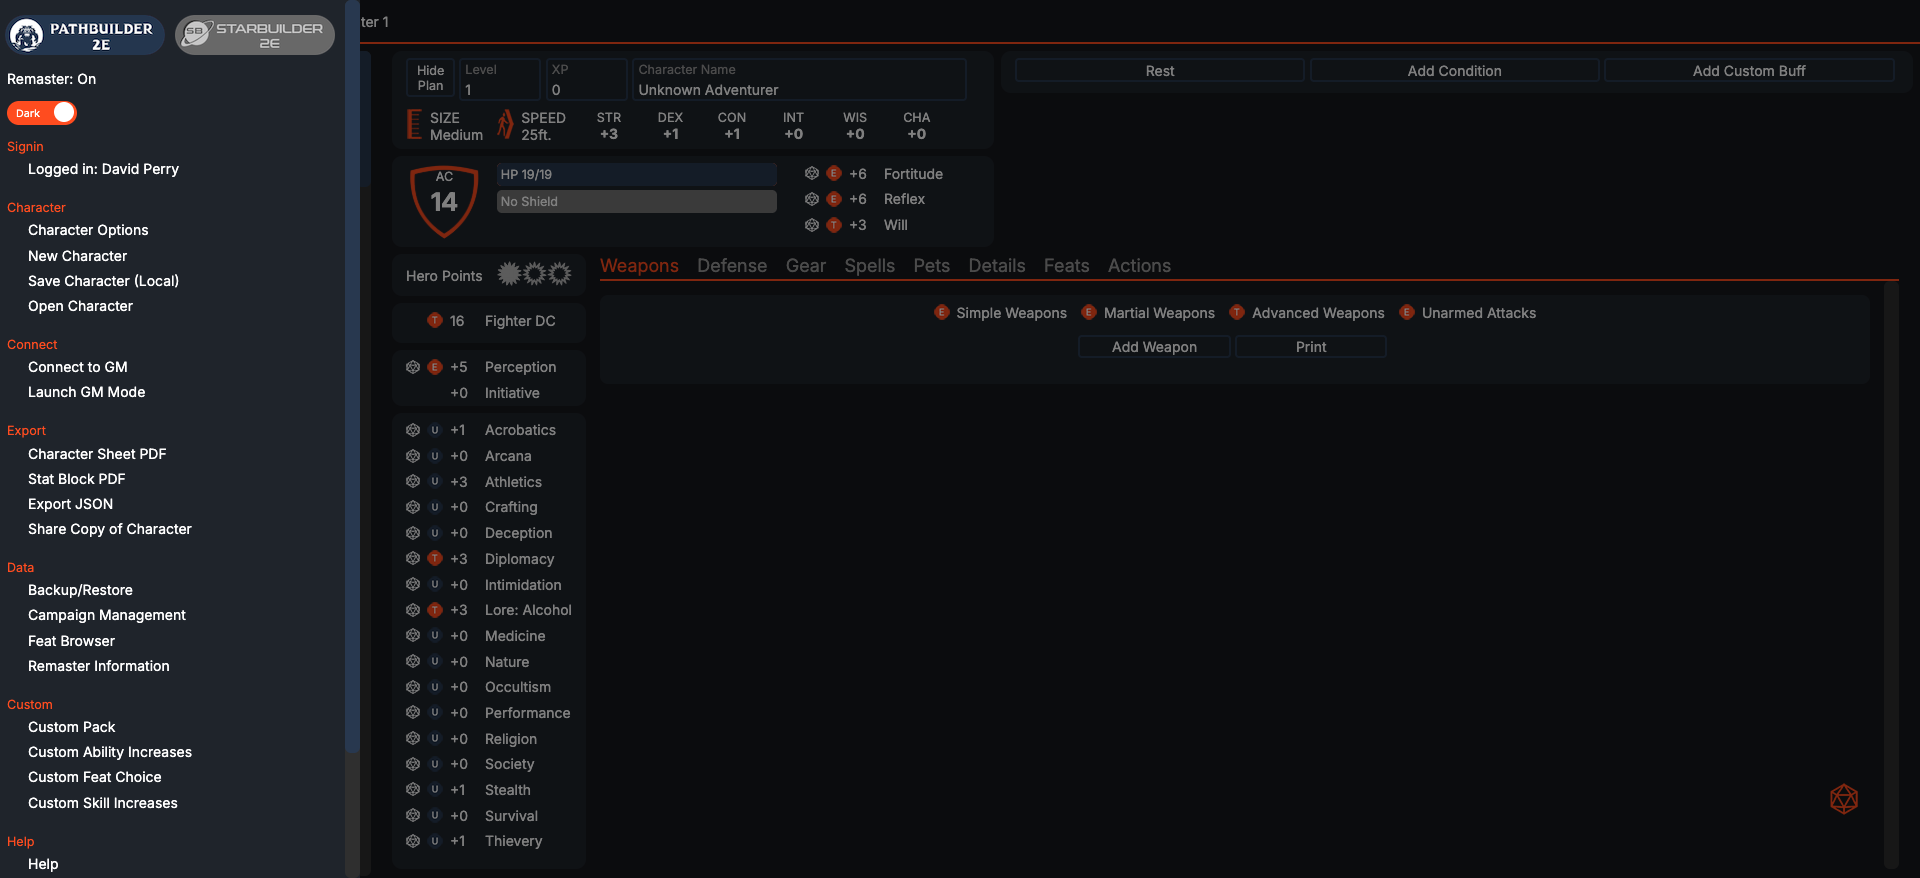 PATHBUILDER
2E
SB STARBUILDER
2E
Remaster: On
Dark
Signin
Logged in: David Perry
Character
Character Options
New Character
Save Character (Local)
Open Character
Connect
Connect to GM
Launch GM Mode
Export
Character Sheet PDF
Stat Block PDF
Export JSON
Share Copy of Character
Data
Backup/Restore
Campaign Management
Feat Browser
Remaster Information
Custom
Custom Pack
Custom Ability Increases
Custom Feat Choice
Custom Skill Increases
Help
Help
ter 1
Hide
Plan
Level
1
XP
0
Character Name
Unknown Adventurer
SIZE
Medium
SPEED
25ft.
STR
+3
DEX
+1
CON
+1
INT
+0
WIS
+0
CHA
+0
AC
14
HP 19/19
No Shield
E +6 Fortitude
E +6 Reflex
T +3 Will
Rest
Add Condition
Add Custom Buff
Hero Points
T 16 Fighter DC
E +5 Perception
+0 Initiative
U +1 Acrobatics
U +0 Arcana
U +3 Athletics
U +0 Crafting
U +0 Deception
T +3 Diplomacy
U +0 Intimidation
T +3 Lore: Alcohol
U +0 Medicine
U +0 Nature
U +0 Occultism
U +0 Performance
U +0 Religion
U +0 Society
U +1 Stealth
U +0 Survival
U +1 Thievery
Weapons Defense Gear Spells Pets Details Feats Actions
E Simple Weapons E Martial Weapons T Advanced Weapons E Unarmed Attacks
Add Weapon
Print